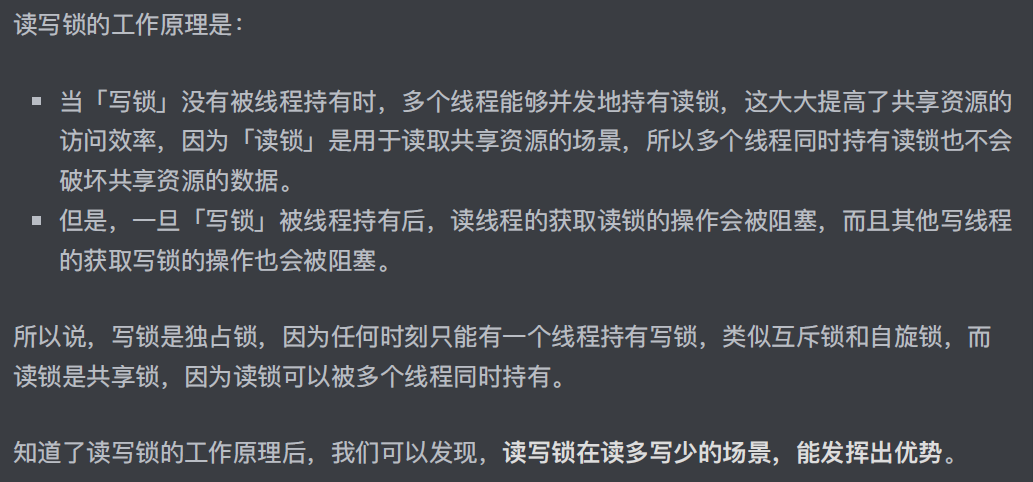 读写锁的工作原理是：
当「写锁」没有被线程持有时，多个线程能够并发地持有读锁，这大大提高了共享资源的
访问效率，因为「读锁」是用于读取共享资源的场景，所以多个线程同时持有读锁也不会
破坏共享资源的数据。
但是，一旦「写锁」被线程持有后，读线程的获取读锁的操作会被阻塞，而且其他写线程
的获取写锁的操作也会被阻塞。
所以说，写锁是独占锁，因为任何时刻只能有一个线程持有写锁，类似互斥锁和自旋锁，而
读锁是共享锁，因为读锁可以被多个线程同时持有。
知道了读写锁的工作原理后，我们可以发现，读写锁在读多写少的场景，能发挥出优势。